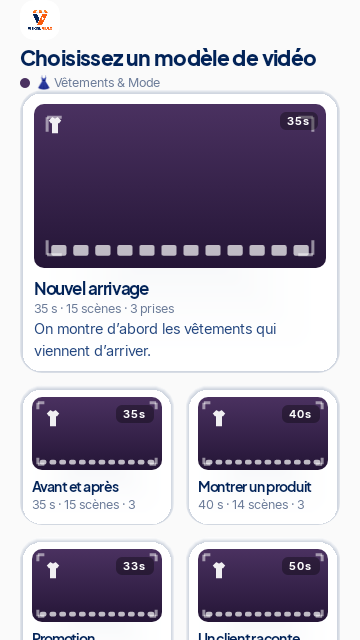 Choisissez un modèle de vidéo
Vêtements & Mode
35s
Nouvel arrivage
35 s · 15 scènes · 3 prises
On montre d’abord les vêtements qui
viennent d’arriver.
35s
Avant et après
35 s · 15 scènes · 3
40s
Montrer un produit
40 s · 14 scènes · 3
33s
Promotion
50s
Un client raconte